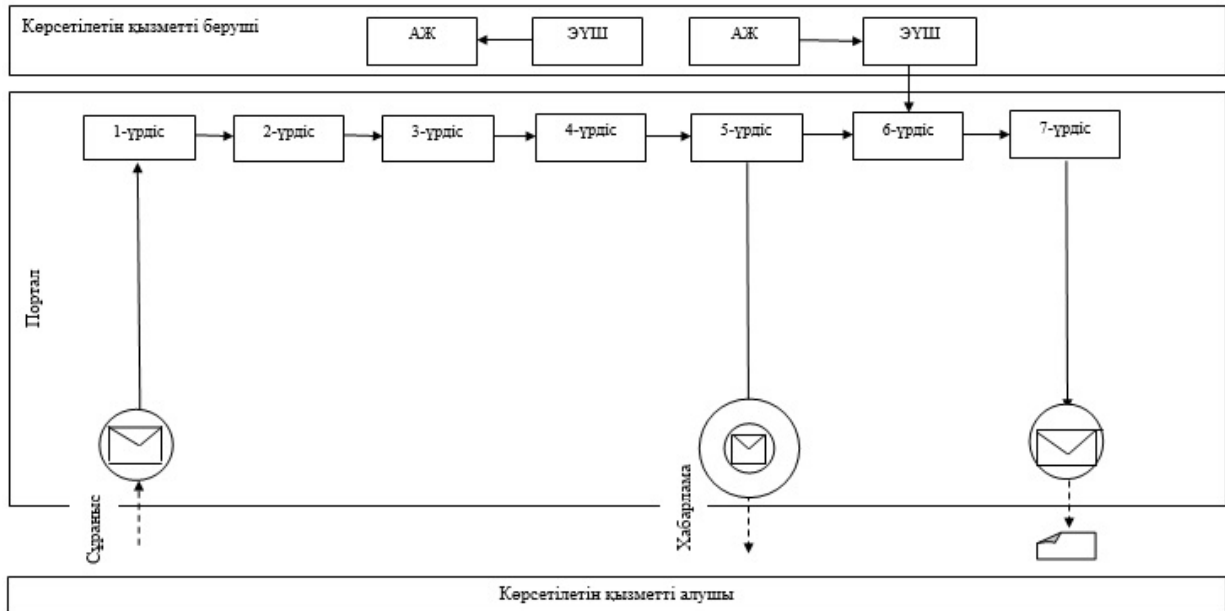 Көрсетілетін қызметті беруші
АЖ
ЭҮШ
АЖ
ЭҮШ
1-үрдіс
2-үрдіс
3-үрдіс
4-үрдіс
5-үрдіс
6-үрдіс
7-үрдіс
Портал
Сұраныс
Хабарлама
Көрсетілетін қызметті алушы